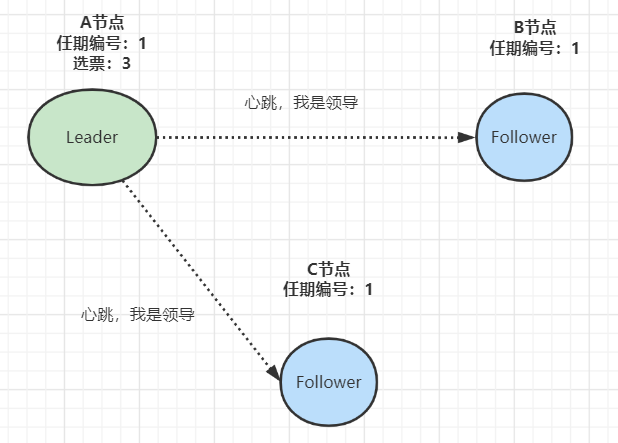 A节点
任期编号：1
选票：3
B节点
任期编号：1
心跳，我是领导
Leader
Follower
C节点
任期编号：1
心跳，我是领导
Follower